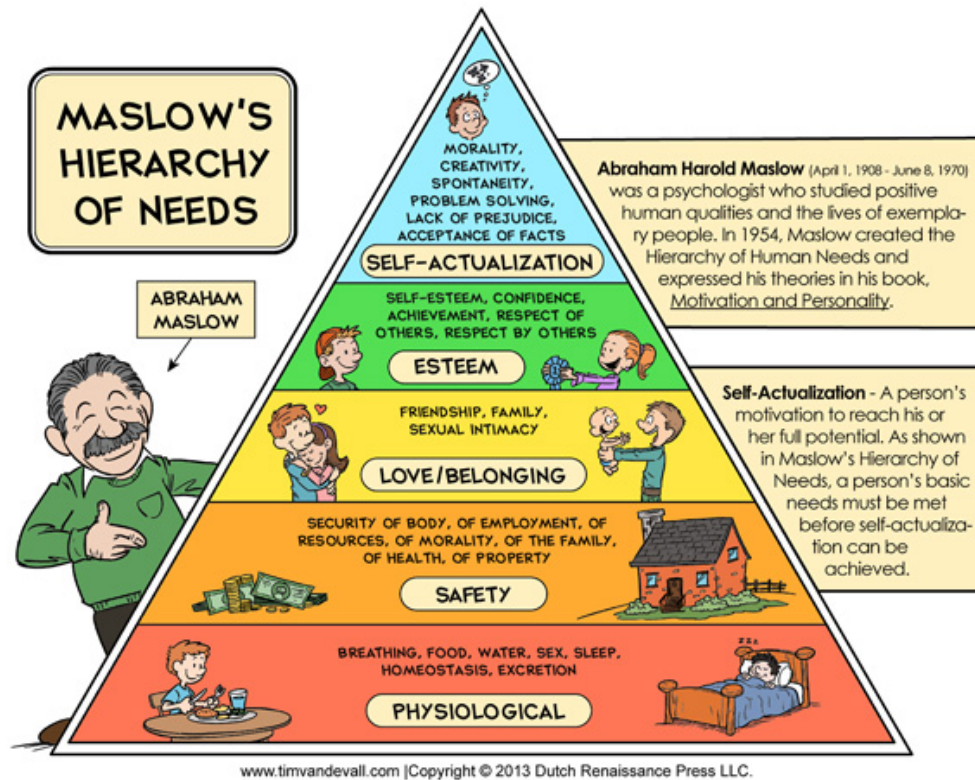 MASLOW'S
HIERARCHY
OF NEEDS
ABRAHAM
MASLOW
MORALITY,
CREATIVITY,
SPONTANEITY,
PROBLEM SOLVING,
LACK OF PREJUDICE,
ACCEPTANCE OF FACTS
SELF-ACTUALIZATION
SELF-ESTEEM, CONFIDENCE,
ACHIEVEMENT, RESPECT OF
OTHERS, RESPECT BY OTHERS
ESTEEM
FRIENDSHIP, FAMILY,
SEXUAL INTIMACY
LOVE/BELONGING
SECURITY OF BODY, OF EMPLOYMENT, OF
RESOURCES, OF MORALITY, OF THE FAMILY,
OF HEALTH, OF PROPERTY
SAFETY
BREATHING, FOOD, WATER, SEX, SLEEP,
HOMEOSTASIS, EXCRETION
PHYSIOLOGICAL
zzz
Abraham Harold Maslow (April 1, 1908 - June 8, 1970)
was a psychologist who studied positive
human qualities and the lives of exempla-
ry people. In 1954, Maslow created the
Hierarchy of Human Needs and
expressed his theories in his book,
Motivation and Personality.
Self-Actualization - A person's
motivation to reach his or
her full potential. As shown
in Maslow's Hierarchy of
Needs, a person's basic
needs must be met
before self-actualiza-
tion can be
achieved.
www.timvandevall.com |Copyright © 2013 Dutch Renaissance Press LLC.